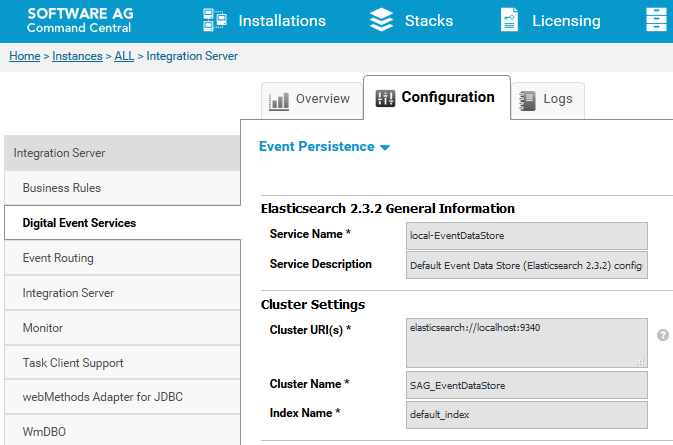 SOFTWARE AG
Command Central
Installations
Stacks
Licensing
Home > Instances > ALL > Integration Server
Overview
Configuration
Logs
Integration Server
Business Rules
Digital Event Services
Event Routing
Integration Server
Monitor
Task Client Support
webMethods Adapter for JDBC
WmDBO
Event Persistence
Elasticsearch 2.3.2 General Information
Service Name *
local-EventDataStore
Service Description
Default Event Data Store (Elasticsearch 2.3.2) config
Cluster Settings
Cluster URI(s) *
elasticsearch://localhost:9340
?
Cluster Name *
SAG_EventDataStore
Index Name *
default_index